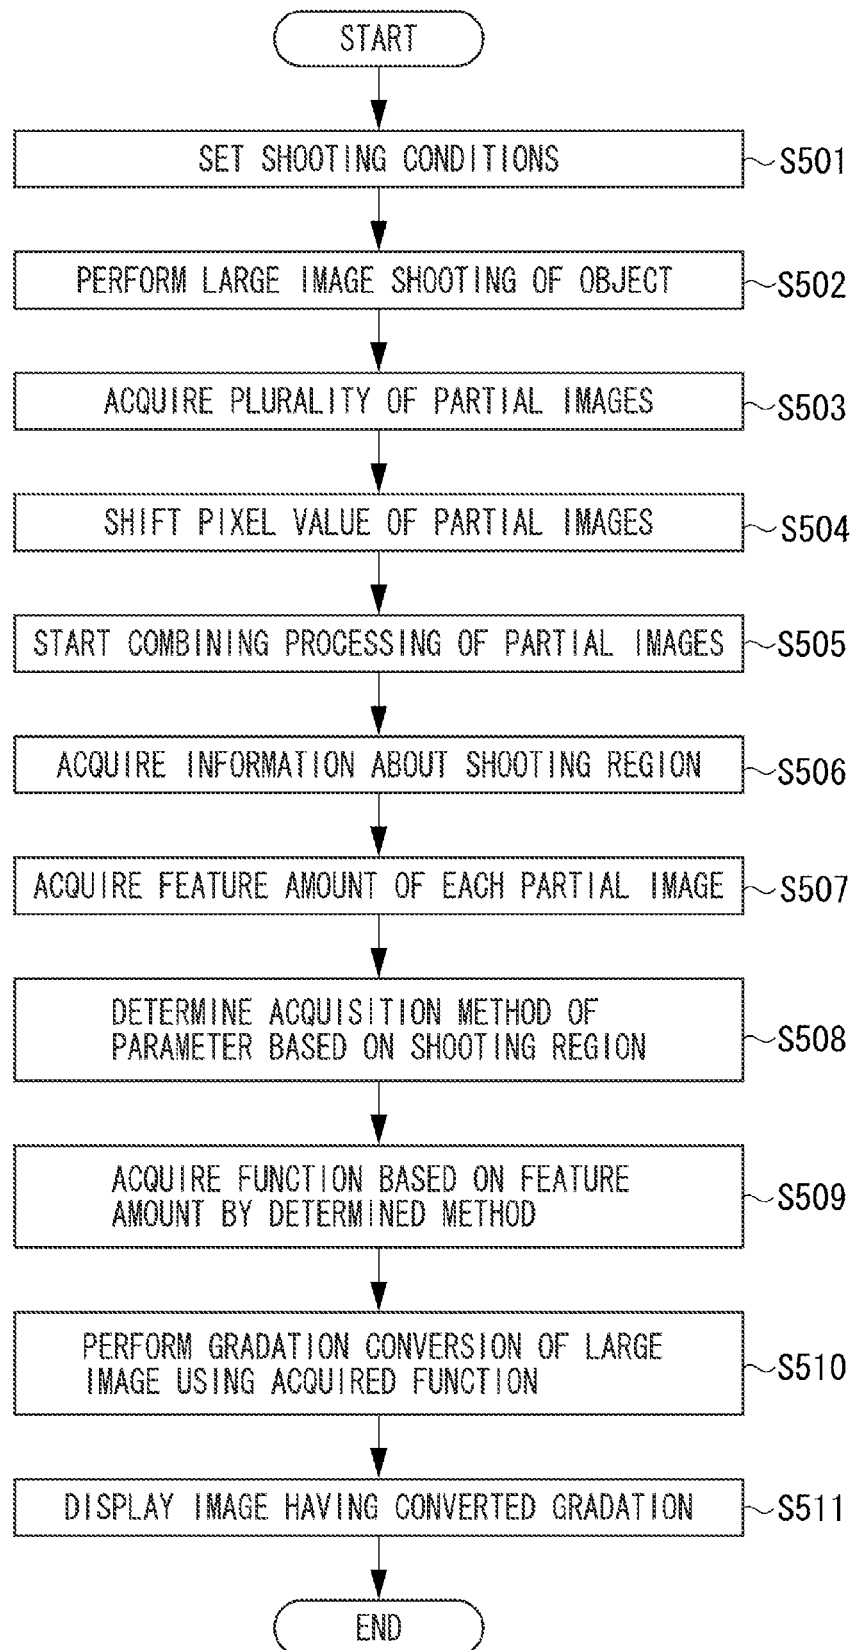 START
SET SHOOTING CONDITIONS
S501
PERFORM LARGE IMAGE SHOOTING OF OBJECT
S502
ACQUIRE PLURALITY OF PARTIAL IMAGES
S503
SHIFT PIXEL VALUE OF PARTIAL IMAGES
S504
START COMBINING PROCESSING OF PARTIAL IMAGES
S505
ACQUIRE INFORMATION ABOUT SHOOTING REGION
S506
ACQUIRE FEATURE AMOUNT OF EACH PARTIAL IMAGE
S507
DETERMINE ACQUISITION METHOD OF
PARAMETER BASED ON SHOOTING REGION
S508
ACQUIRE FUNCTION BASED ON FEATURE
AMOUNT BY DETERMINED METHOD
S509
PERFORM GRADATION CONVERSION OF LARGE
IMAGE USING ACQUIRED FUNCTION
S510
DISPLAY IMAGE HAVING CONVERTED GRADATION
S511
END